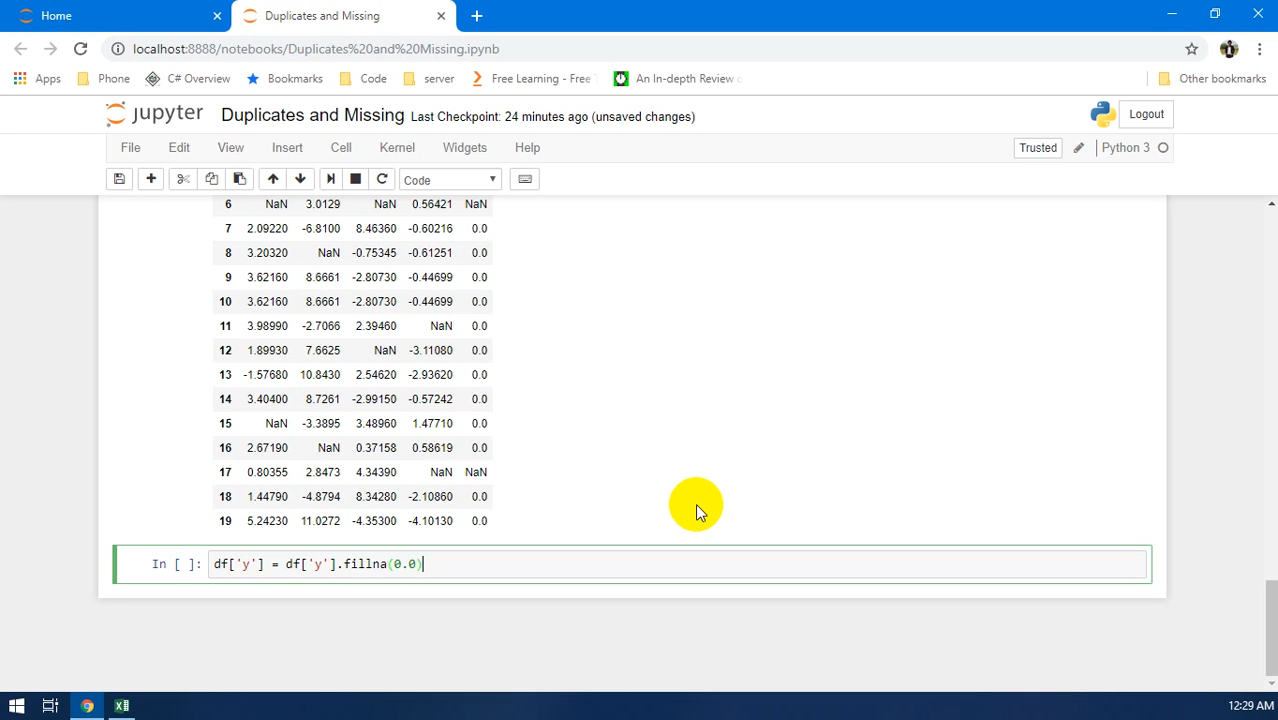 Home
Duplicates and Missing
localhost:8888/notebooks/Duplicates%20and%20Missing.ipynb
Apps Phone C# Overview Bookmarks Code server Free Learning - Free An In-depth Review Other bookmarks
jupyter Duplicates and Missing Last Checkpoint: 24 minutes ago (unsaved changes) Logout
File Edit View Insert Cell Kernel Widgets Help Trusted Python 3
Code
6 NaN 3.0129 NaN 0.56421 NaN
7 2.09220 -6.8100 8.46360 -0.60216 0.0
8 3.20320 NaN -0.75345 -0.61251 0.0
9 3.62160 8.6661 -2.80730 -0.44699 0.0
10 3.62160 8.6661 -2.80730 -0.44699 0.0
11 3.98990 -2.7066 2.39460 NaN 0.0
12 1.89930 7.6625 NaN -3.11080 0.0
13 -1.57680 10.8430 2.54620 -2.93620 0.0
14 3.40400 8.7261 -2.99150 -0.57242 0.0
15 NaN -3.3895 3.48960 1.47710 0.0
16 2.67190 NaN 0.37158 0.58619 0.0
17 0.80355 2.8473 4.34390 NaN NaN
18 1.44790 -4.8794 8.34280 -2.10860 0.0
19 5.24230 11.0272 -4.35300 -4.10130 0.0
In [ ]: df['y'] = df['y'].fillna(0.0)
12:29 AM